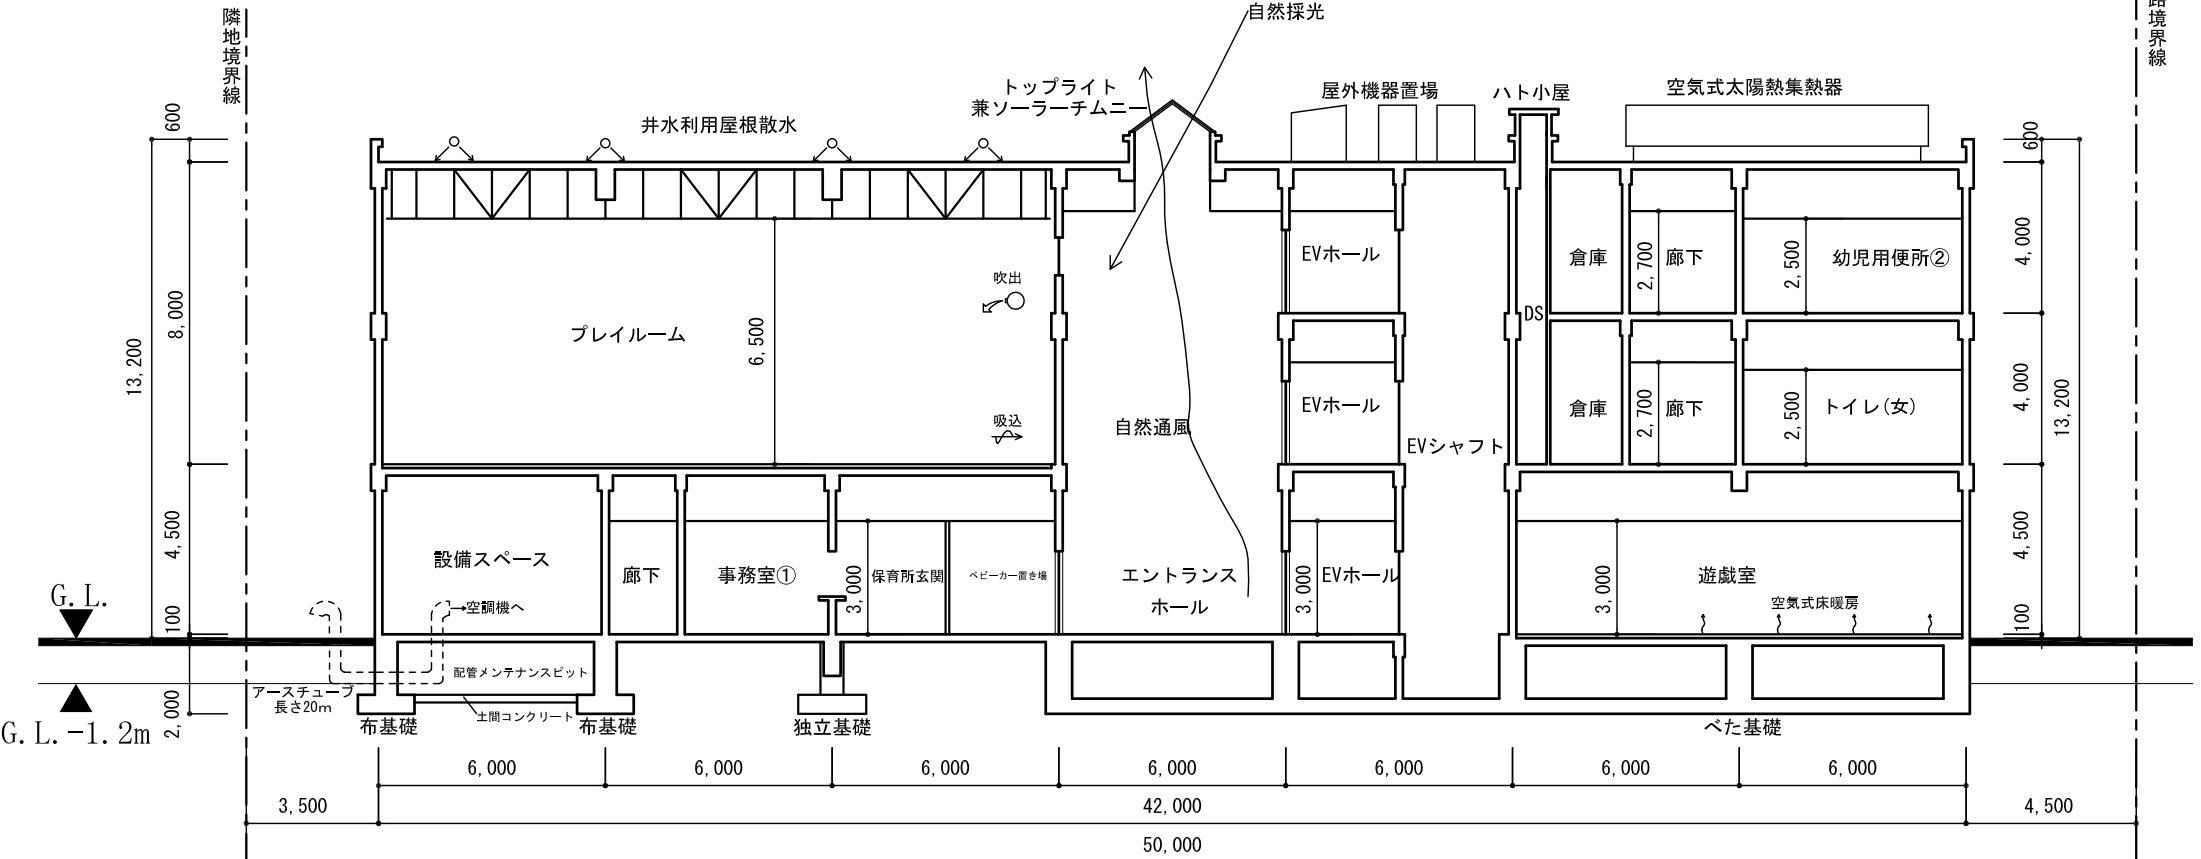 自然採光
隣地境界線
路境界線
トップライト
兼ソーラーチムニー
屋外機器置場
ハト小屋
空気式太陽熱集熱器
井水利用屋根散水
600
8,000
13,200
4,500
100
2,000
600
4,000
4,000
13,200
4,500
100
吹出
プレイルーム
6,500
吸込
自然通風
EVホール
EVホール
EVホール
3,000
EVシャフト
DS
倉庫
2,700
廊下
2,500
幼児用便所②
倉庫
2,700
廊下
2,500
トイレ(女)
設備スペース
廊下
事務室①
3,000
保育所玄関
ベビーカー置き場
エントランス
ホール
3,000
遊戯室
空気式床暖房
G.L.
G.L.-1.2m
空調機へ
アースチューブ
長さ20m
配管メンテナンスピット
土間コンクリート
布基礎
布基礎
独立基礎
べた基礎
6,000
6,000
6,000
6,000
6,000
6,000
6,000
3,500
42,000
4,500
50,000